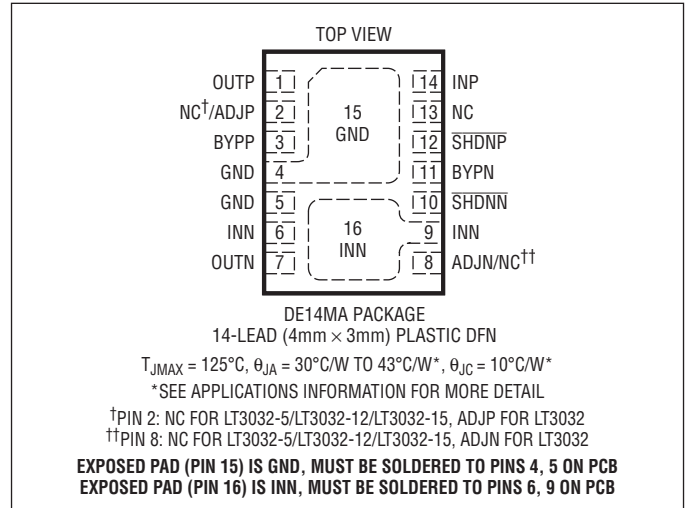 TOP VIEW
OUTP 1 14 INP
NC†/ADJP 2 15 13 NC
BYPP 3 GND 12 SHDNP
GND 4 11 BYPN
GND 5 10 SHDNN
INN 6 16 9 INN
OUTN 7 INN 8 ADJN/NC††
DE14MA PACKAGE
14-LEAD (4mm × 3mm) PLASTIC DFN
TJMAX = 125°C, θJA = 30°C/W TO 43°C/W*, θJC = 10°C/W*
*SEE APPLICATIONS INFORMATION FOR MORE DETAIL
†PIN 2: NC FOR LT3032-5/LT3032-12/LT3032-15, ADJP FOR LT3032
††PIN 8: NC FOR LT3032-5/LT3032-12/LT3032-15, ADJN FOR LT3032
EXPOSED PAD (PIN 15) IS GND, MUST BE SOLDERED TO PINS 4, 5 ON PCB
EXPOSED PAD (PIN 16) IS INN, MUST BE SOLDERED TO PINS 6, 9 ON PCB